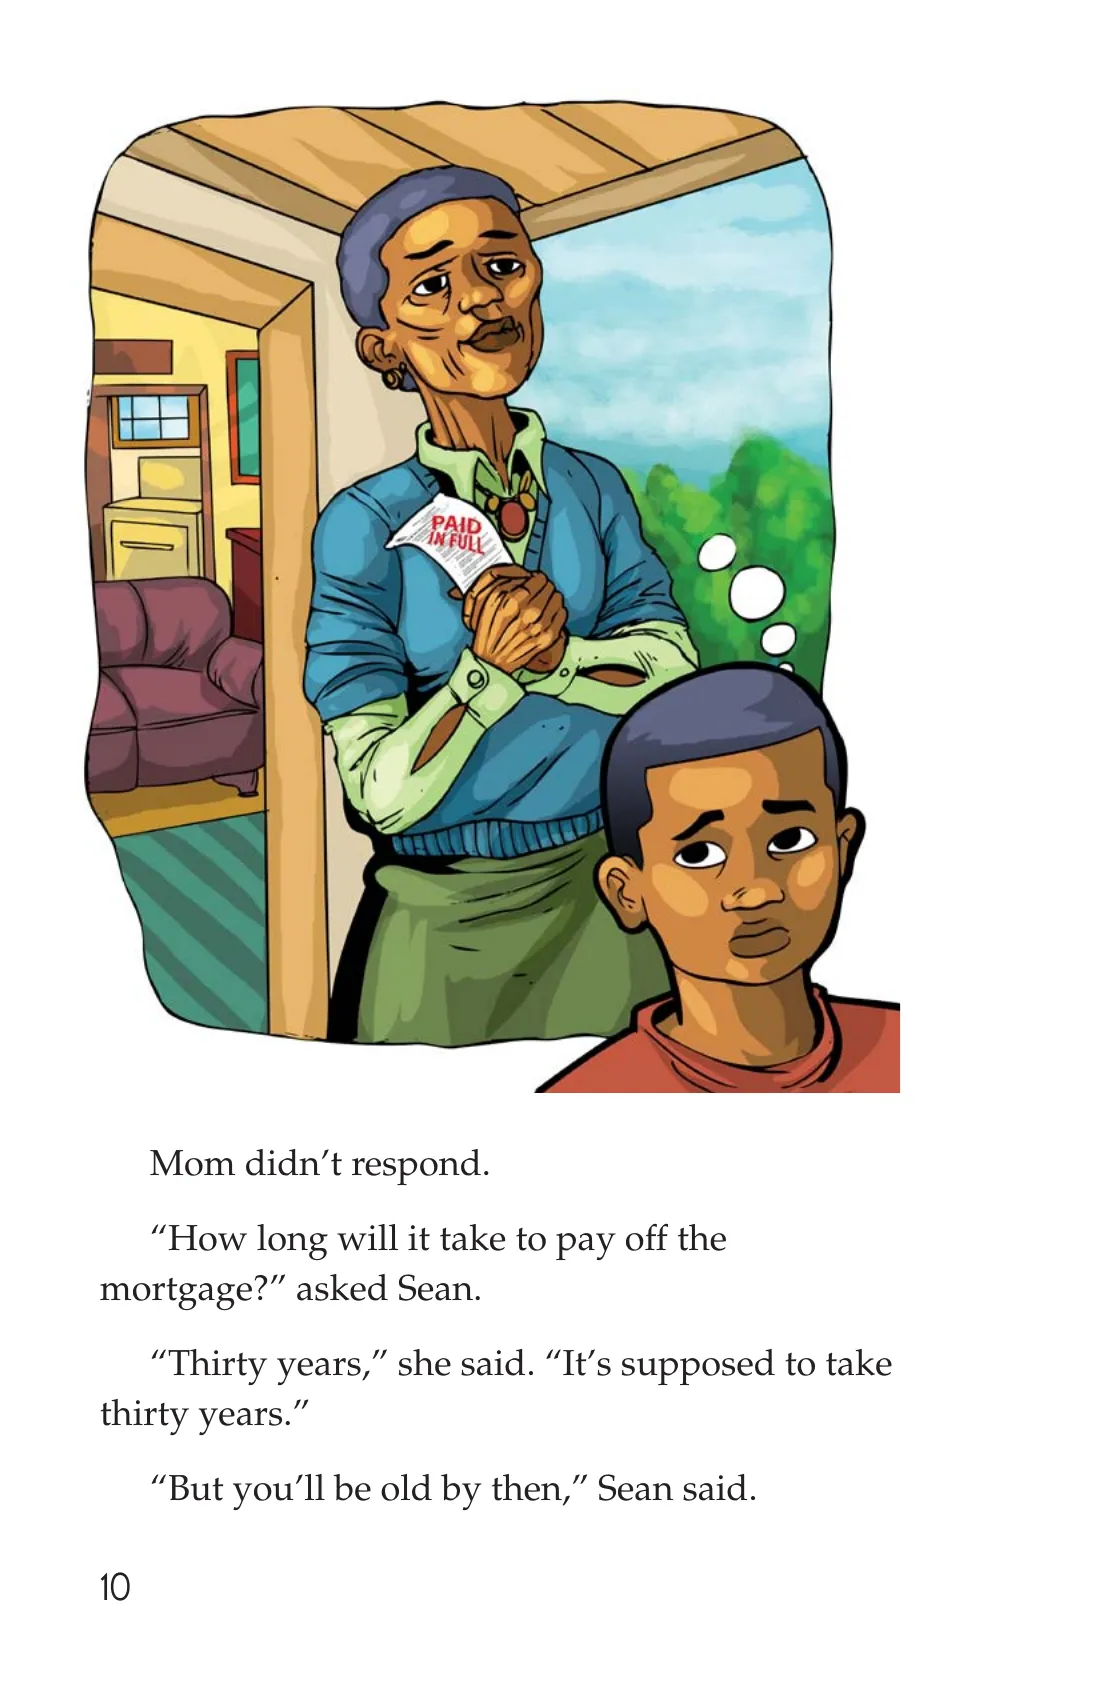 PAID
IN FULL
Mom didn’t respond.
“How long will it take to pay off the
mortgage?” asked Sean.
“Thirty years,” she said. “It’s supposed to take
thirty years.”
“But you’ll be old by then,” Sean said.
10